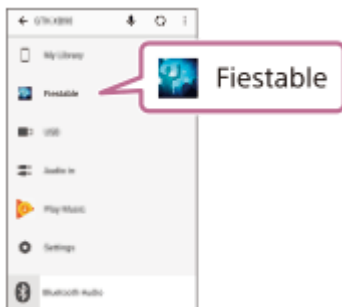 GTK-XB90
My Library
Fiestable
Fiestable
USB
Audio in
Play Music
Settings
Bluetooth Audio